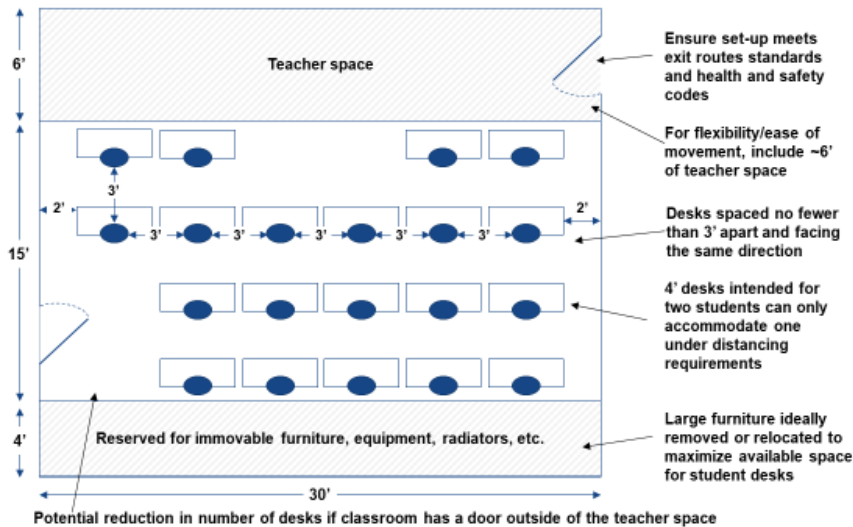 6'
Teacher space
Ensure set-up meets
exit routes standards
and health and safety
codes
For flexibility/ease of
movement, include ~6'
of teacher space
3'
2'
2'
3'
3'
3'
3'
3'
15'
Desks spaced no fewer
than 3' apart and facing
the same direction
4' desks intended for
two students can only
accommodate one
under distancing
requirements
4'
Reserved for immovable furniture, equipment, radiators, etc.
Large furniture ideally
removed or relocated to
maximize available space
for student desks
30'
Potential reduction in number of desks if classroom has a door outside of the teacher space